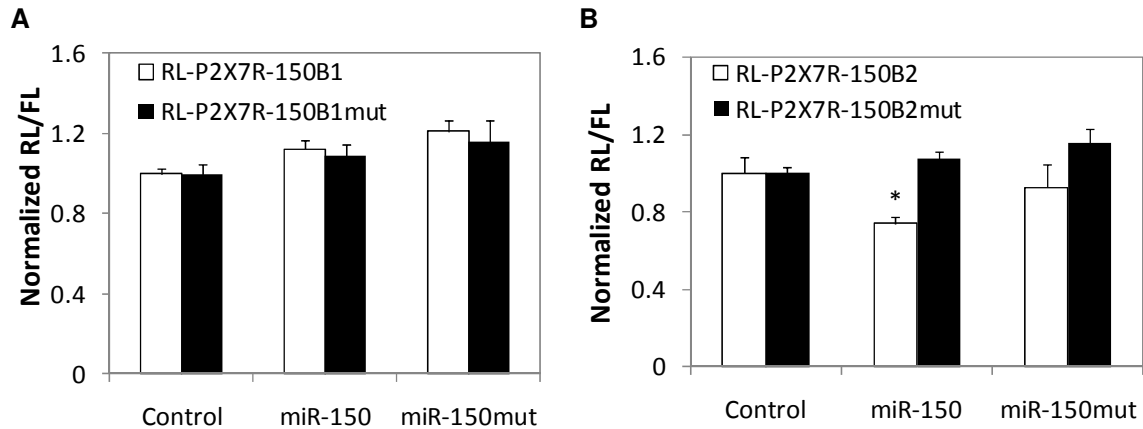 A
Normalized RL/FL
1.6
1.2
0.8
0.4
0
RL-P2X7R-150B1
RL-P2X7R-150B1mut
Control
miR-150
miR-150mut
B
Normalized RL/FL
1.6
1.2
0.8
0.4
0
RL-P2X7R-150B2
RL-P2X7R-150B2mut
*
Control
miR-150
miR-150mut